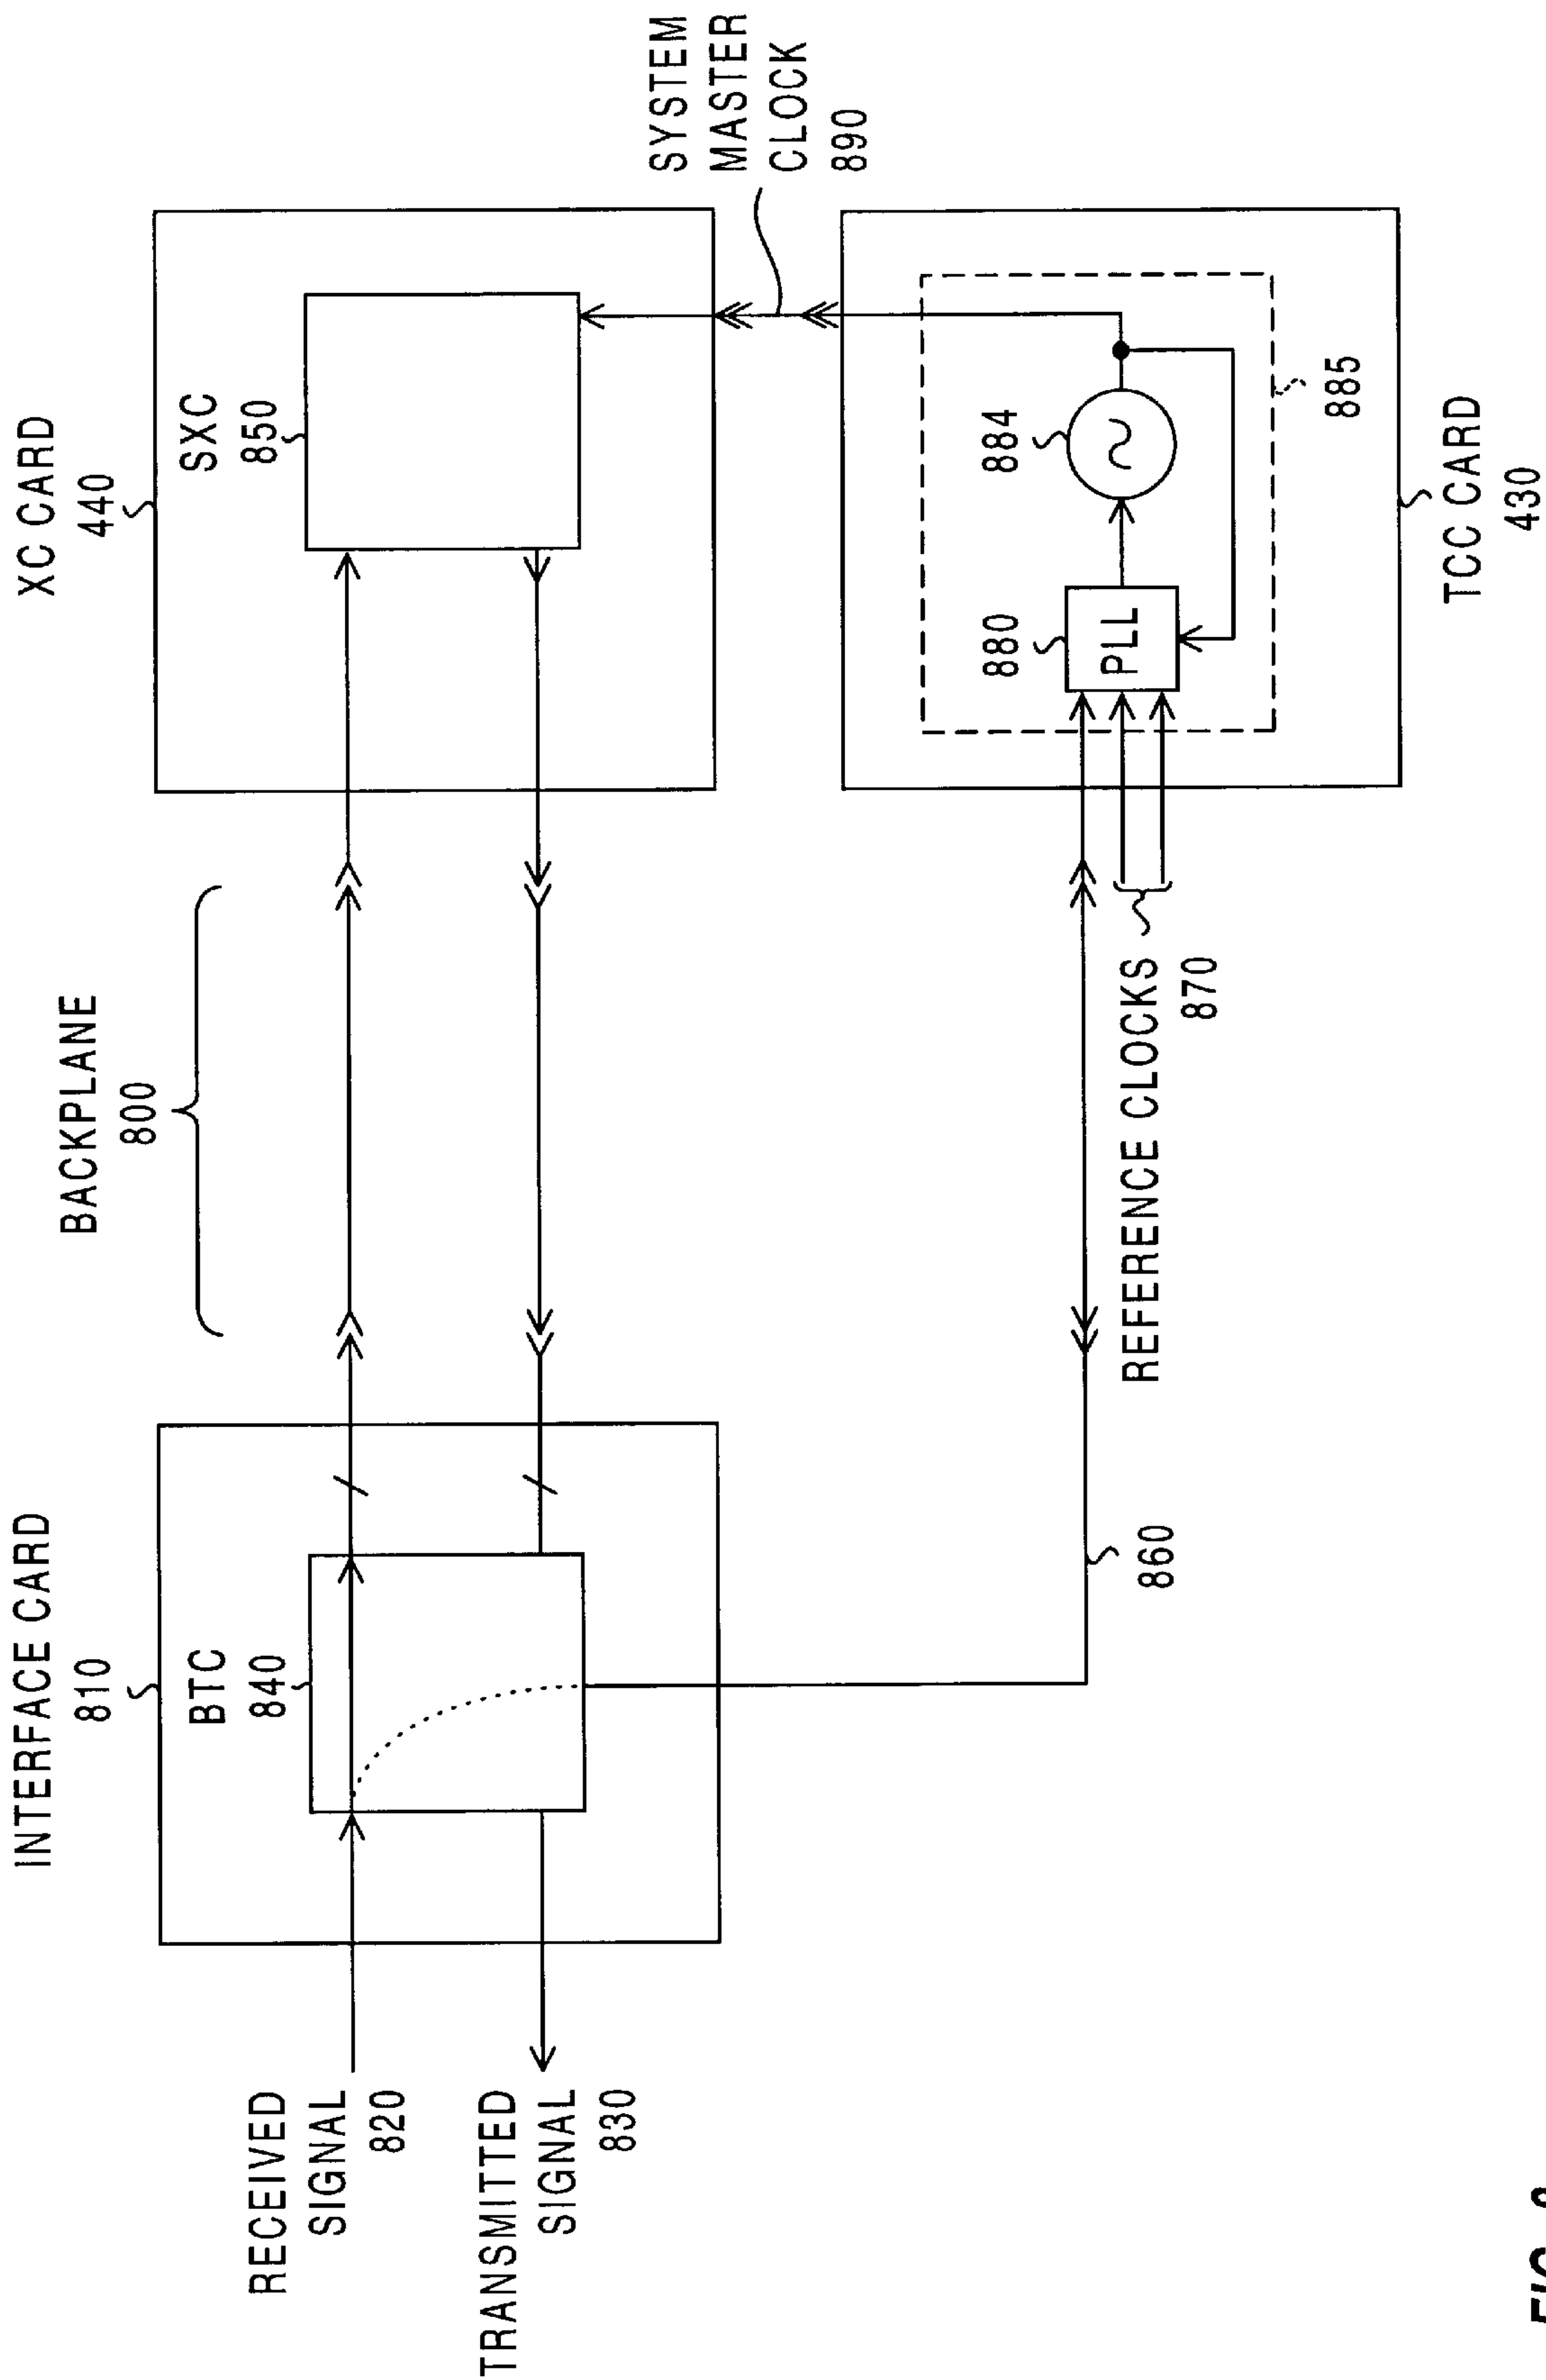 INTERFACE CARD
810
BACKPLANE
800
XC CARD
440
BTC
840
SXC
850
RECEIVED
SIGNAL
820
TRANSMITTED
SIGNAL
830
SYSTEM
MASTER
CLOCK
890
860
REFERENCE CLOCKS
870
880
PLL
884
885
TCC CARD
430
FIG.